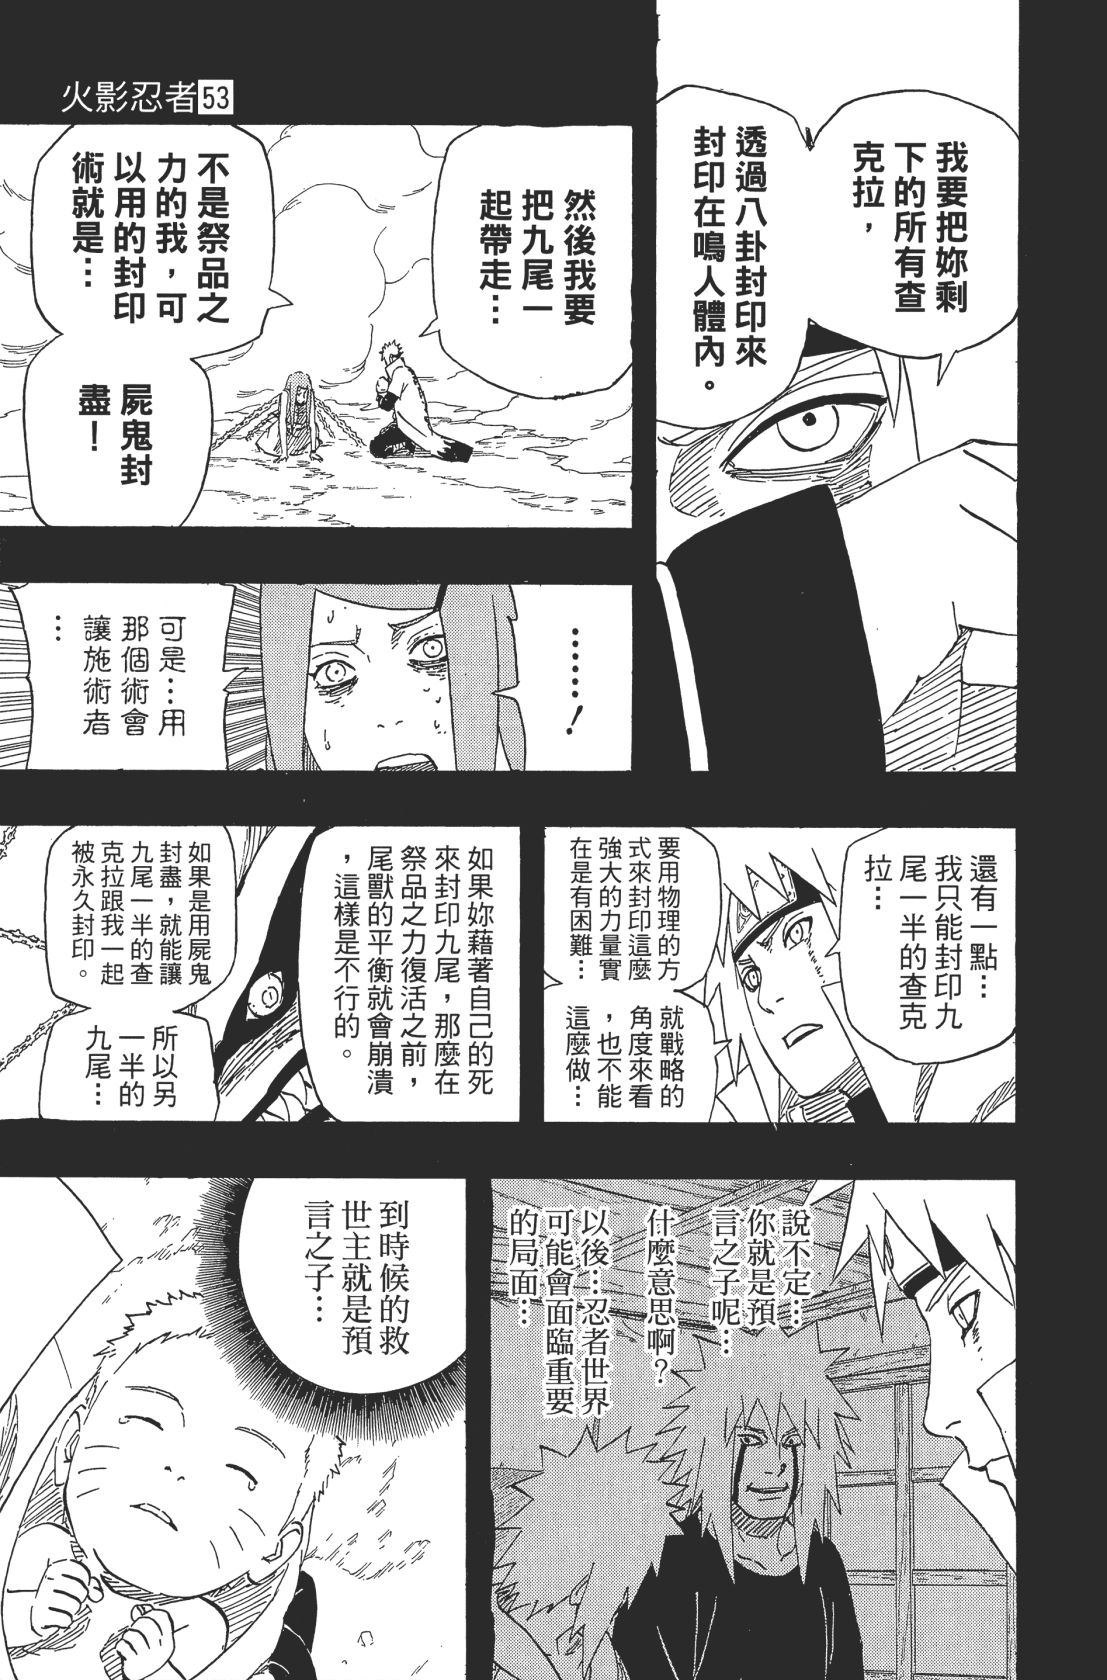 火影忍者53
我要把妳剩
下的所有查
克拉，
透過八卦封印來
封印在鳴人體內。
然後我要
把九尾一
起帶走…
不是祭品之
力的我，可
以用的封印
術就是…
屍鬼封
盡！
……！
可是…用
那個術會
讓施術者
…
還有一點…
我只能封印九
尾一半的查克
拉…
要用物理的方
式來封印這麼
強大的力量實
在是有困難…
就戰略的
角度來看
，也不能
這麼做…
如果妳藉著自己的死
來封印九尾，那麼在
祭品之力復活之前，
尾獸的平衡就會崩潰
，這樣是不行的。
如果是用屍鬼
封盡，就能讓
九尾一半的查
克拉跟我一起
被永久封印。
所以另
一半的
九尾…
說不定…
你就是預
言之子呢…
什麼意思啊？
以後…忍者世界
可能會面臨重要
的局面…
到時候的救
世主就是預
言之子…